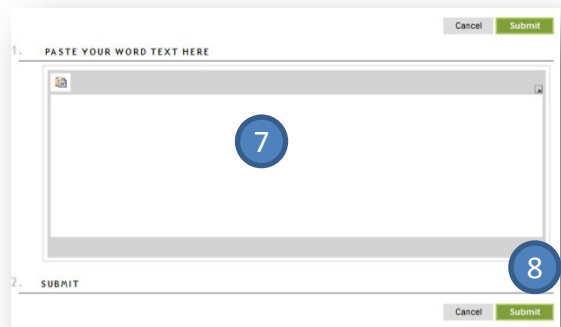 Cancel Submit
1. PASTE YOUR WORD TEXT HERE
7
8
2. SUBMIT
Cancel Submit